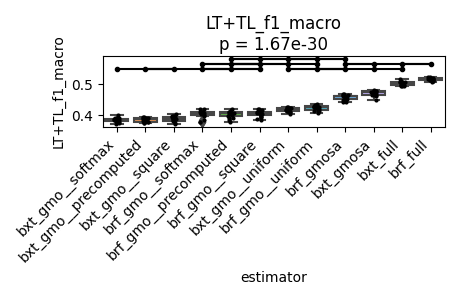 LT+TL_f1_macro
p = 1.67e-30
LT+TL_f1_macro
0.5
0.4
bxt_gmo__softmax
bxt_gmo__precomputed
bxt_gmo__square
brf_gmo__softmax
brf_gmo__precomputed
brf_gmo__square
bxt_gmo__uniform
brf_gmo__uniform
brf_gmosa
bxt_gmosa
bxt_full
brf_full
estimator